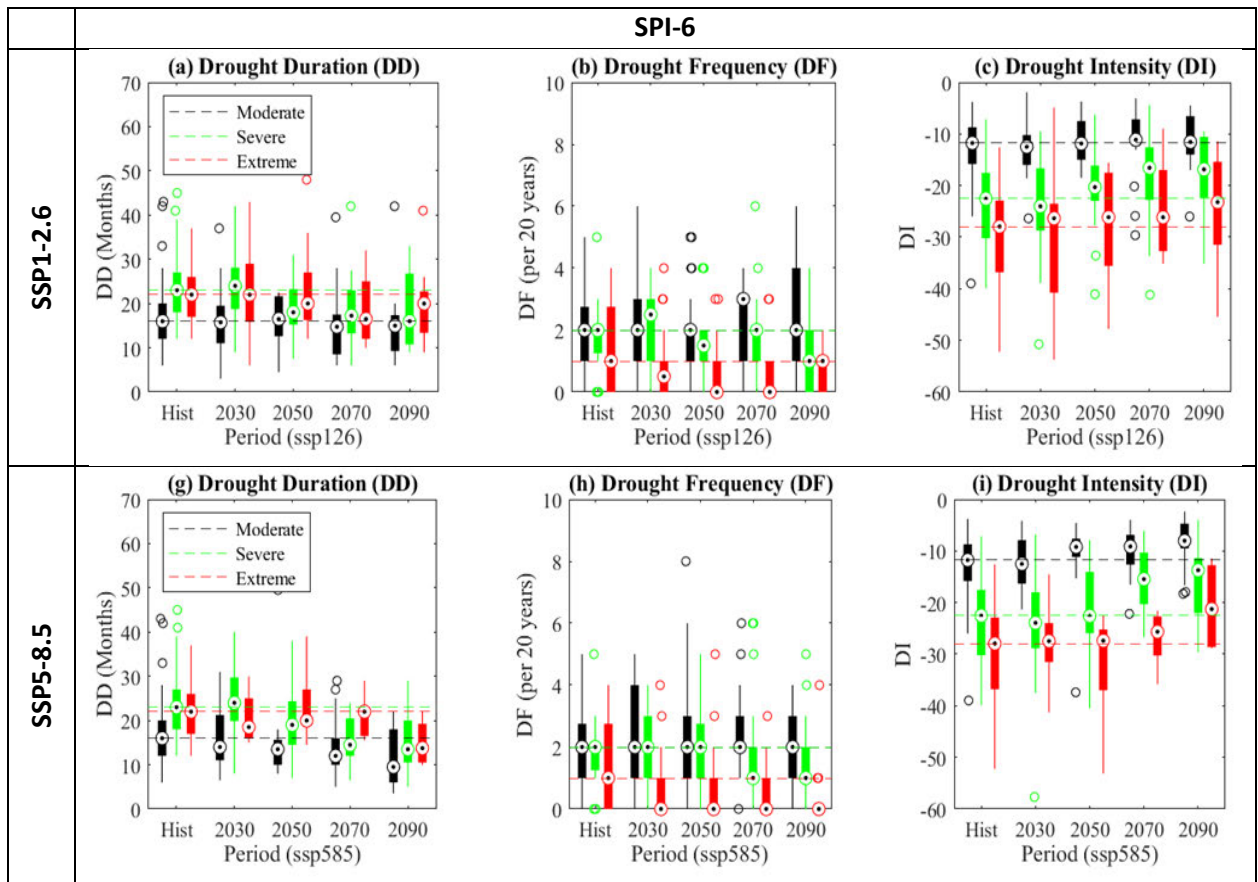 SPI-6
SSP1-2.6
(a) Drought Duration (DD)
70
60
50
40
30
20
10
0
DD (Months)
Moderate
Severe
Extreme
Hist 2030 2050 2070 2090
Period (ssp126)
(b) Drought Frequency (DF)
10
8
6
4
2
0
DF (per 20 years)
Hist 2030 2050 2070 2090
Period (ssp126)
(c) Drought Intensity (DI)
0
-10
-20
-30
-40
-50
-60
DI
Hist 2030 2050 2070 2090
Period (ssp126)
SSP5-8.5
(g) Drought Duration (DD)
70
60
50
40
30
20
10
0
DD (Months)
Moderate
Severe
Extreme
Hist 2030 2050 2070 2090
Period (ssp585)
(h) Drought Frequency (DF)
10
8
6
4
2
0
DF (per 20 years)
Hist 2030 2050 2070 2090
Period (ssp585)
(i) Drought Intensity (DI)
0
-10
-20
-30
-40
-50
-60
DI
Hist 2030 2050 2070 2090
Period (ssp585)